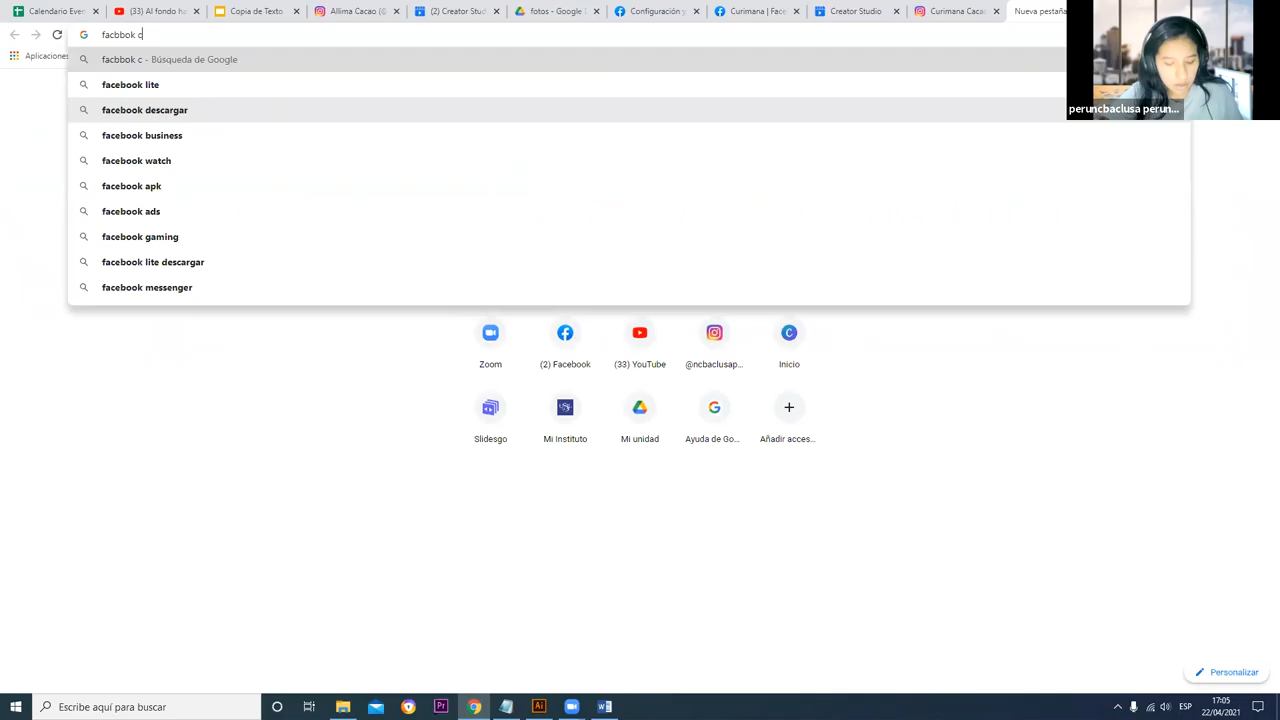 Calendario Ever
(33) Al fondo ha
Copia de Texto
Allima Cacao (@
(2) Creator Stud
fotos - Google D
Configuración y
Curimana | Face
Creator Studio
Curimana Cacao
Nueva pestaña
facbbok c
Aplicaciones
facbbok c - Búsqueda de Google
facebook lite
facebook descargar
facebook business
facebook watch
facebook apk
facebook ads
facebook gaming
facebook lite descargar
facebook messenger
peruncbaclusa perun...
Zoom
(2) Facebook
(33) YouTube
@ncbaclusap...
Inicio
Slidesgo
Mi Instituto
Mi unidad
Ayuda de Go...
Añadir acces...
Personalizar
Escribe aquí para buscar
ESP
17:05
22/04/2021